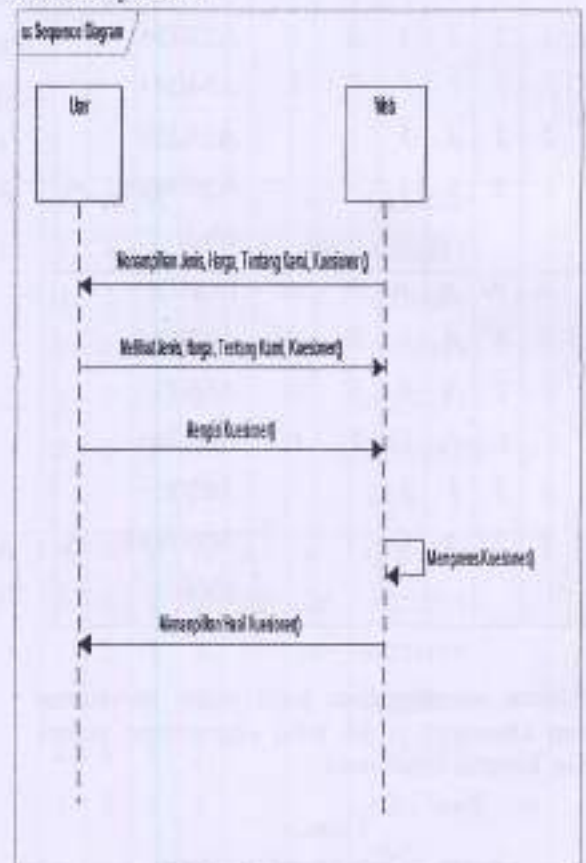 sc Sequence Diagram
User
Web
Menampilkan Jenis, Harga, Tentang Kami, Kuesioner()
Melihat Jenis, Harga, Tentang Kami, Kuesioner()
Mengisi Kuesioner()
Memproses Kuesioner()
Menampilkan Hasil Kuesioner()